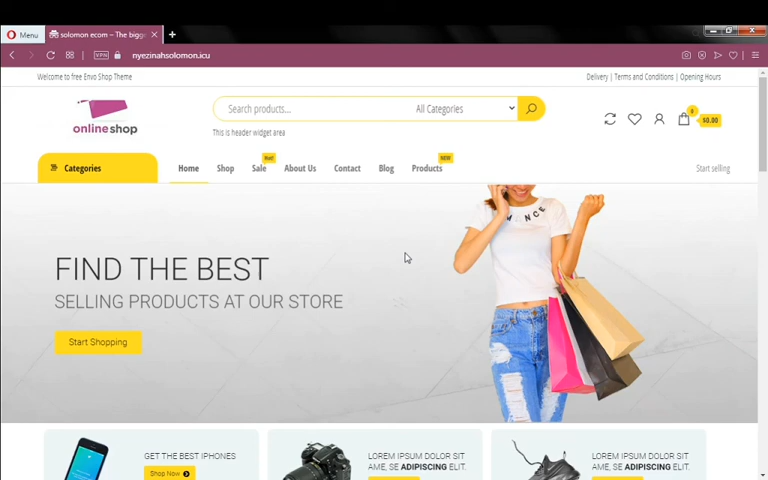 Menu
solomon ecom – The bigg
VPN
nyezinahsolomon.icu
Welcome to free Envo Shop Theme
Delivery | Terms and Conditions | Opening Hours
onlineshop
Search products...
All Categories
0
$0.00
This is header widget area
Categories
Home
Shop
Sale
About Us
Contact
Blog
Products
NEW
Start selling
FIND THE BEST
SELLING PRODUCTS AT OUR STORE
Start Shopping
GET THE BEST IPHONES
Shop Now
LOREM IPSUM DOLOR SIT
AME, SE ADIPISCING ELIT.
LOREM IPSUM DOLOR SIT
AME, SE ADIPISCING ELIT.